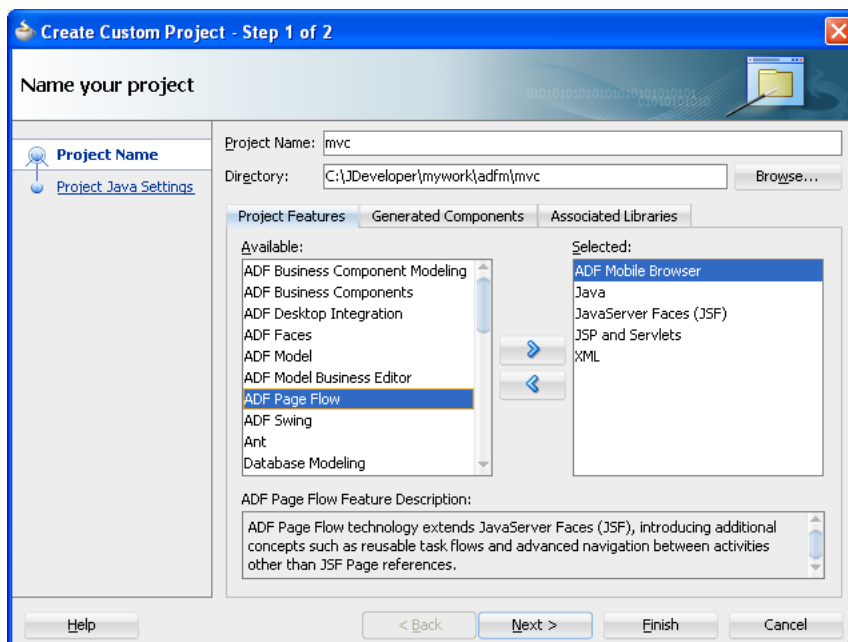 Create Custom Project - Step 1 of 2
Name your project
Project Name
Project Java Settings
Project Name: mvc
Directory: C:\JDeveloper\mywork\adfm\mvc Browse...
Project Features Generated Components Associated Libraries
Available:
ADF Business Component Modeling
ADF Business Components
ADF Desktop Integration
ADF Faces
ADF Model
ADF Model Business Editor
ADF Page Flow
ADF Swing
Ant
Database Modeling
Selected:
ADF Mobile Browser
Java
JavaServer Faces (JSF)
JSP and Servlets
XML
ADF Page Flow Feature Description:
ADF Page Flow technology extends JavaServer Faces (JSF), introducing additional
concepts such as reusable task flows and advanced navigation between activities
other than JSF Page references.
Help < Back Next > Finish Cancel